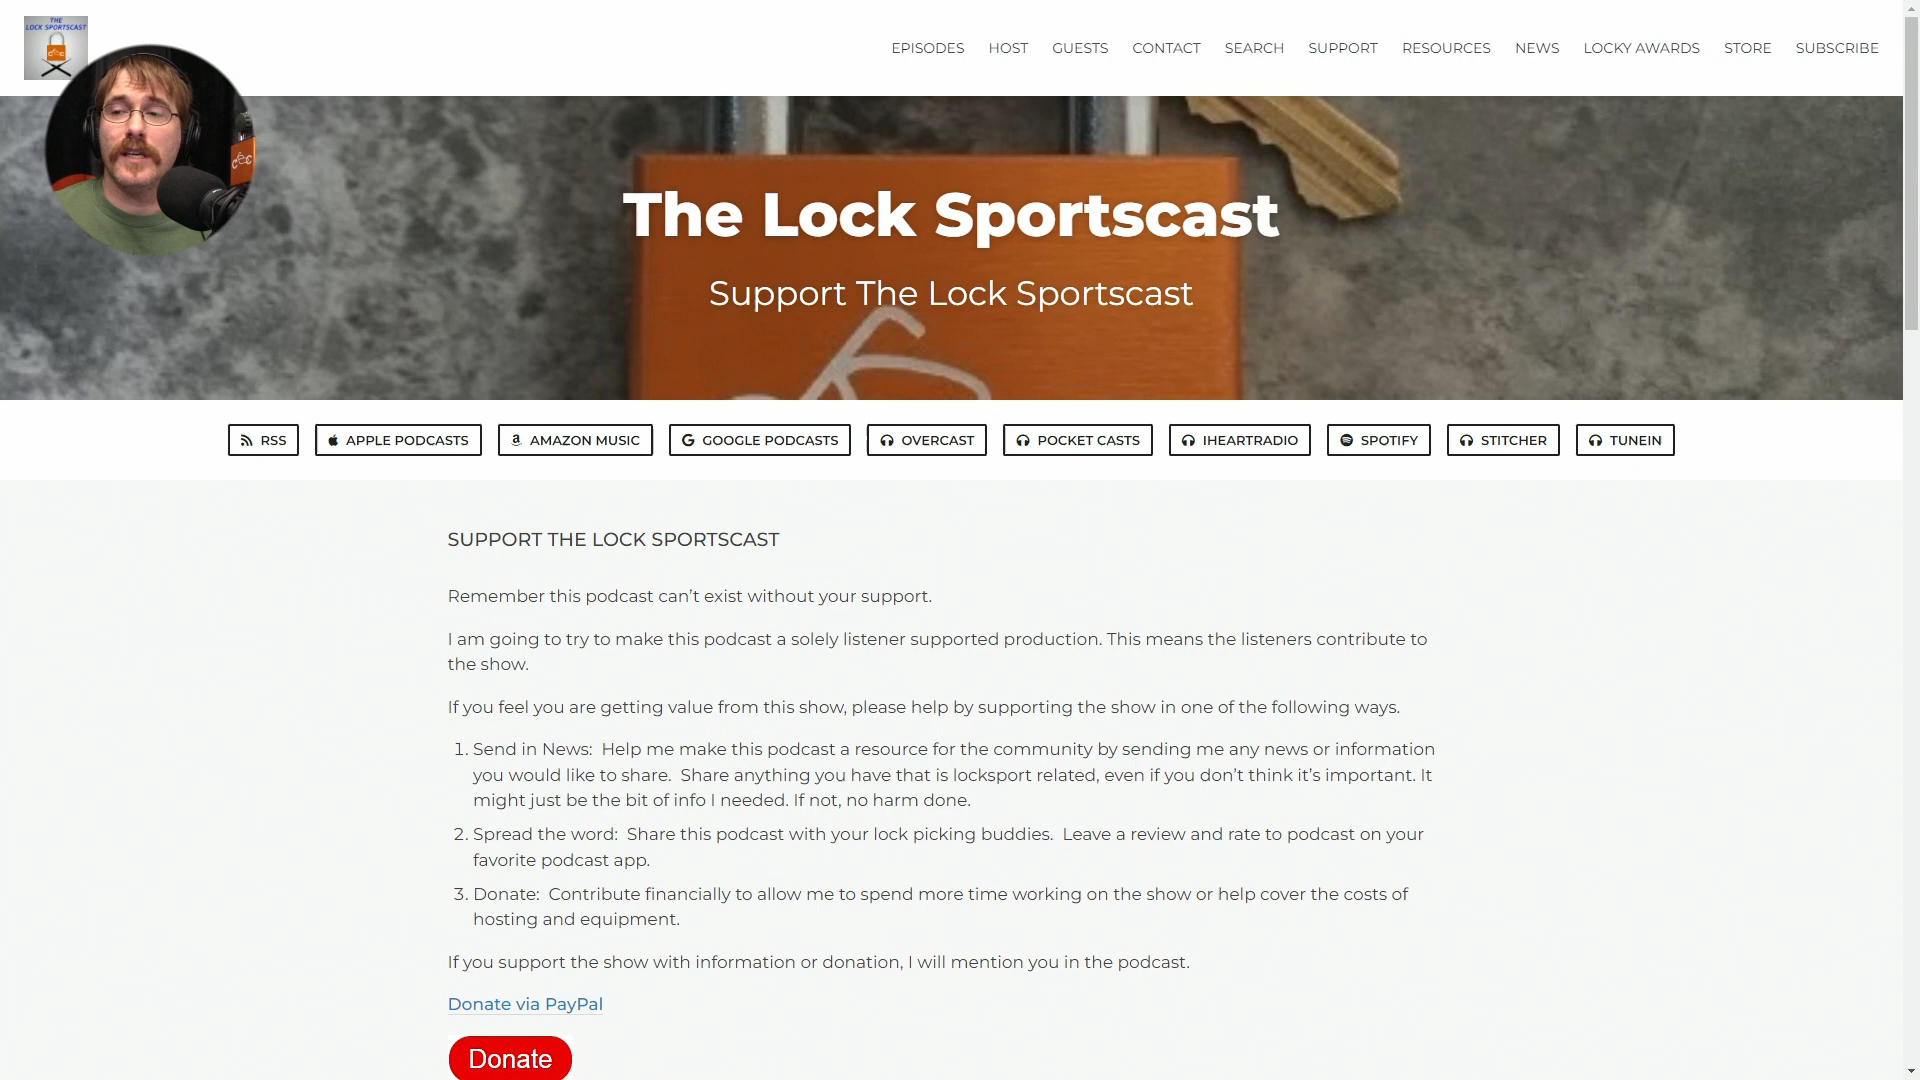 THE
LOCK SPORTSCAST
EPISODES HOST GUESTS CONTACT SEARCH SUPPORT RESOURCES NEWS LOCKY AWARDS STORE SUBSCRIBE
The Lock Sportscast
Support The Lock Sportscast
RSS APPLE PODCASTS AMAZON MUSIC GOOGLE PODCASTS OVERCAST POCKET CASTS IHEARTRADIO SPOTIFY STITCHER TUNEIN
SUPPORT THE LOCK SPORTSCAST
Remember this podcast can’t exist without your support.
I am going to try to make this podcast a solely listener supported production. This means the listeners contribute to
the show.
If you feel you are getting value from this show, please help by supporting the show in one of the following ways.
1. Send in News:  Help me make this podcast a resource for the community by sending me any news or information
you would like to share.  Share anything you have that is locksport related, even if you don’t think it’s important. It
might just be the bit of info I needed. If not, no harm done.
2. Spread the word:  Share this podcast with your lock picking buddies.  Leave a review and rate to podcast on your
favorite podcast app.
3. Donate:  Contribute financially to allow me to spend more time working on the show or help cover the costs of
hosting and equipment.
If you support the show with information or donation, I will mention you in the podcast.
Donate via PayPal
Donate